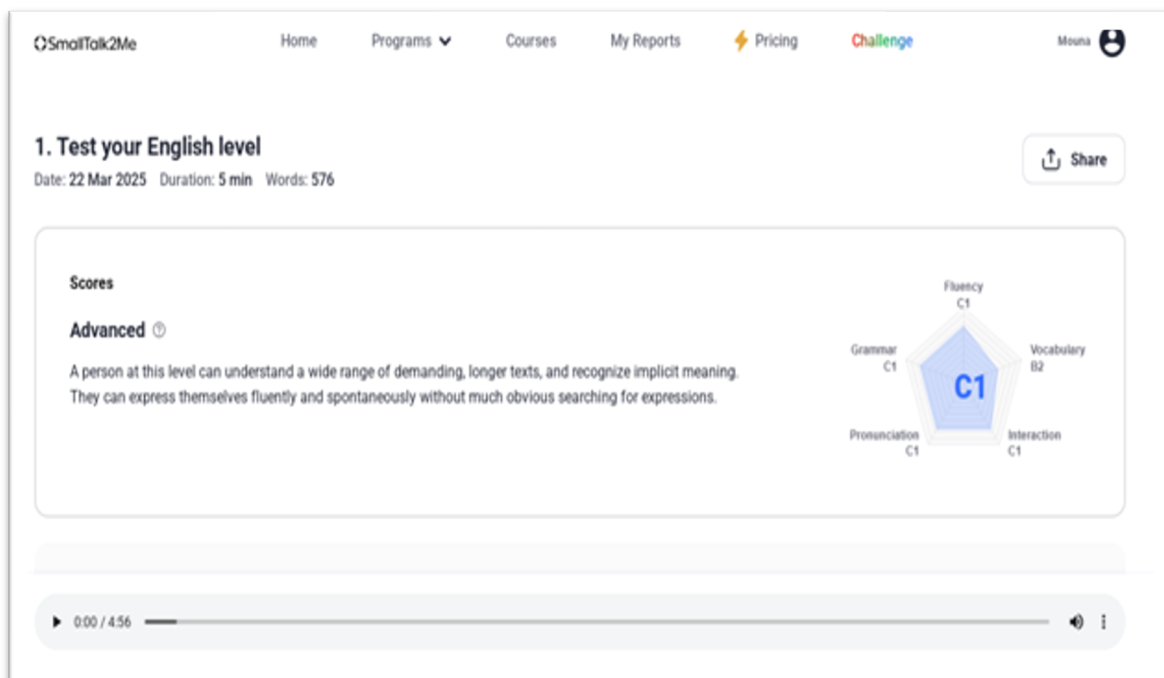 SmallTalk2Me Home Programs Courses My Reports Pricing Challenge Mouna
1. Test your English level
Share
Date: 22 Mar 2025 Duration: 5 min Words: 576
Scores
Advanced
A person at this level can understand a wide range of demanding, longer texts, and recognize implicit meaning.
They can express themselves fluently and spontaneously without much obvious searching for expressions.
Fluency
C1
Grammar
C1
Vocabulary
B2
C1
Pronunciation
C1
Interaction
C1
0:00 / 4:56